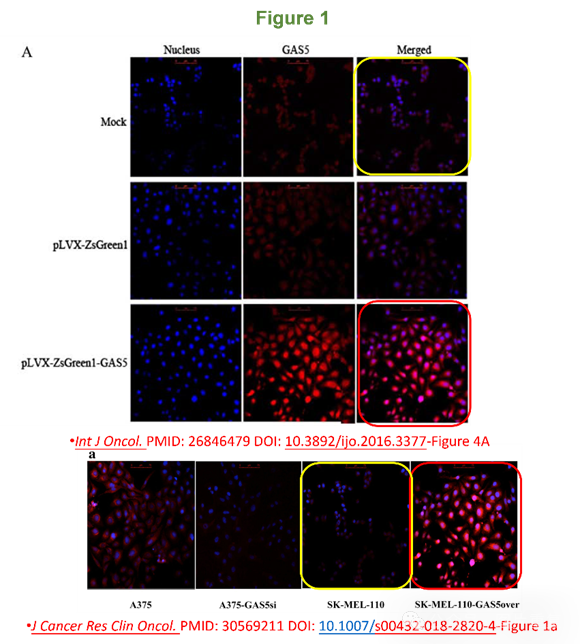 Figure 1
A
Nucleus GAS5 Merged
Mock
pLVX-ZsGreen1
pLVX-ZsGreen1-GAS5
•Int J Oncol. PMID: 26846479 DOI: 10.3892/ijo.2016.3377-Figure 4A
a
A375 A375-GAS5si SK-MEL-110 SK-MEL-110-GAS5over
•J Cancer Res Clin Oncol. PMID: 30569211 DOI: 10.1007/s00432-018-2820-4-Figure 1a